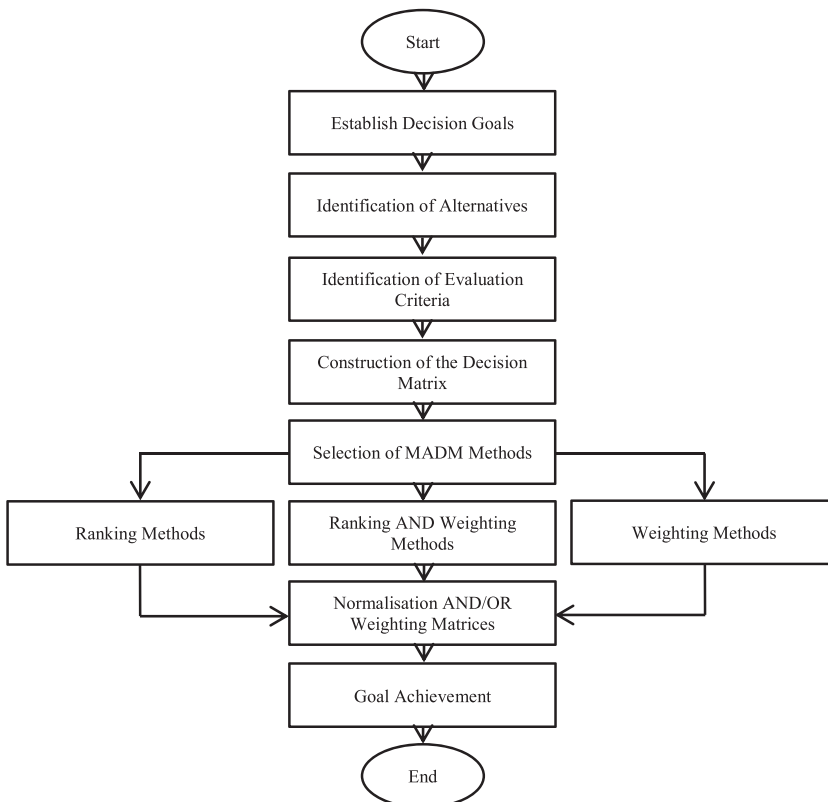 Start
Establish Decision Goals
Identification of Alternatives
Identification of Evaluation
Criteria
Construction of the Decision
Matrix
Selection of MADM Methods
Ranking Methods
Ranking AND Weighting
Methods
Weighting Methods
Normalisation AND/OR
Weighting Matrices
Goal Achievement
End